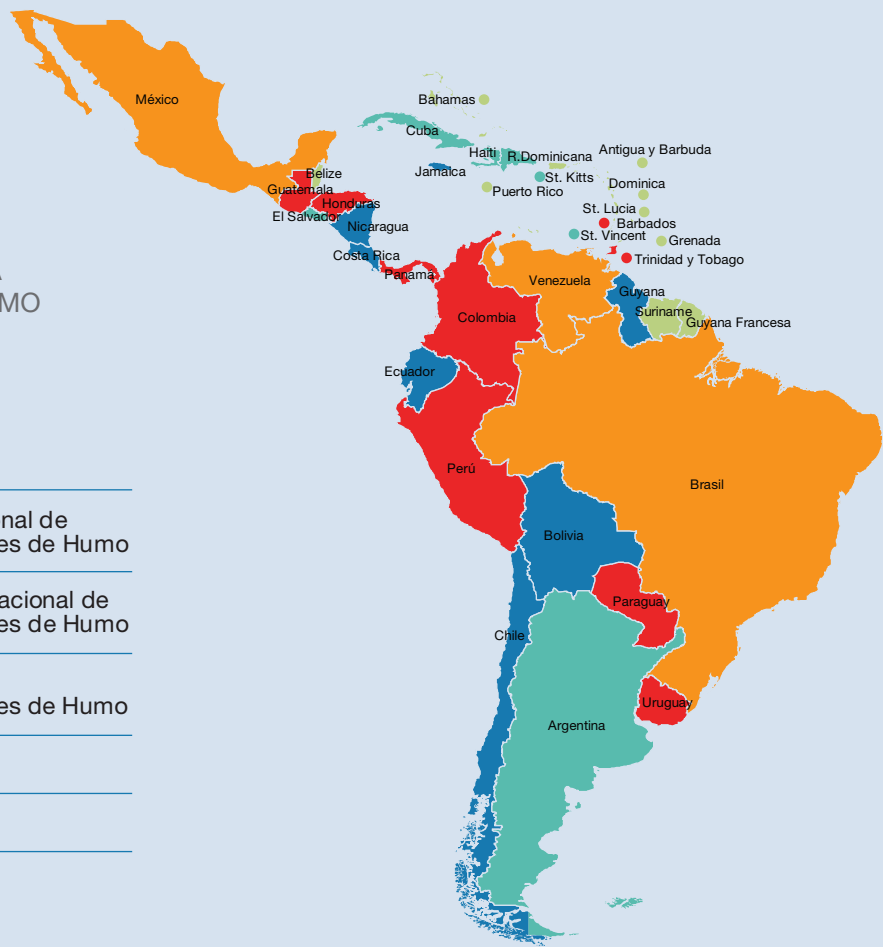 México
Bahamas
Cuba
Haiti
R.Dominicana
Antigua y Barbuda
Jamaica
St. Kitts
Belize
Puerto Rico
Dominica
Guatemala
Honduras
St. Lucia
Barbados
El Salvador
Nicaragua
St. Vincent
Grenada
Costa Rica
Trinidad y Tobago
Panamá
Venezuela
A
MO
Colombia
Guyana
Suriname
Guyana Francesa
Ecuador
Perú
Brasil
nal de
es de Humo
Bolivia
acional de
es de Humo
Paraguay
Chile
es de Humo
Uruguay
Argentina